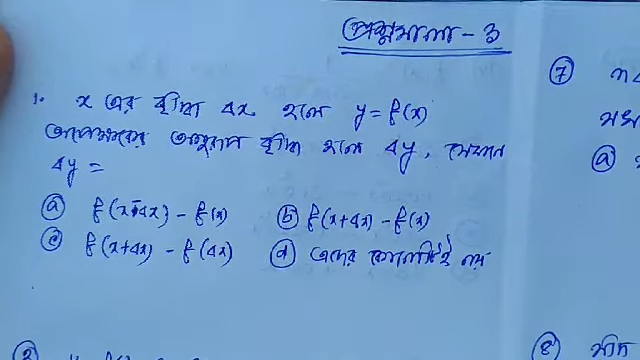 প্রশ্নমালা - 3
1. x এর বৃদ্ধি Δx হলে y = f(x)
অপেক্ষকের অনুরূপ বৃদ্ধি হলে Δy, যেখানে
Δy =
ⓐ f(x-Δx) - f(x) ⓑ f(x+Δx) - f(x)
ⓒ f(x+Δx) - f(Δx) ⓓ এদের কোনোটিই নয়
⑦
ⓐ
②
⑧